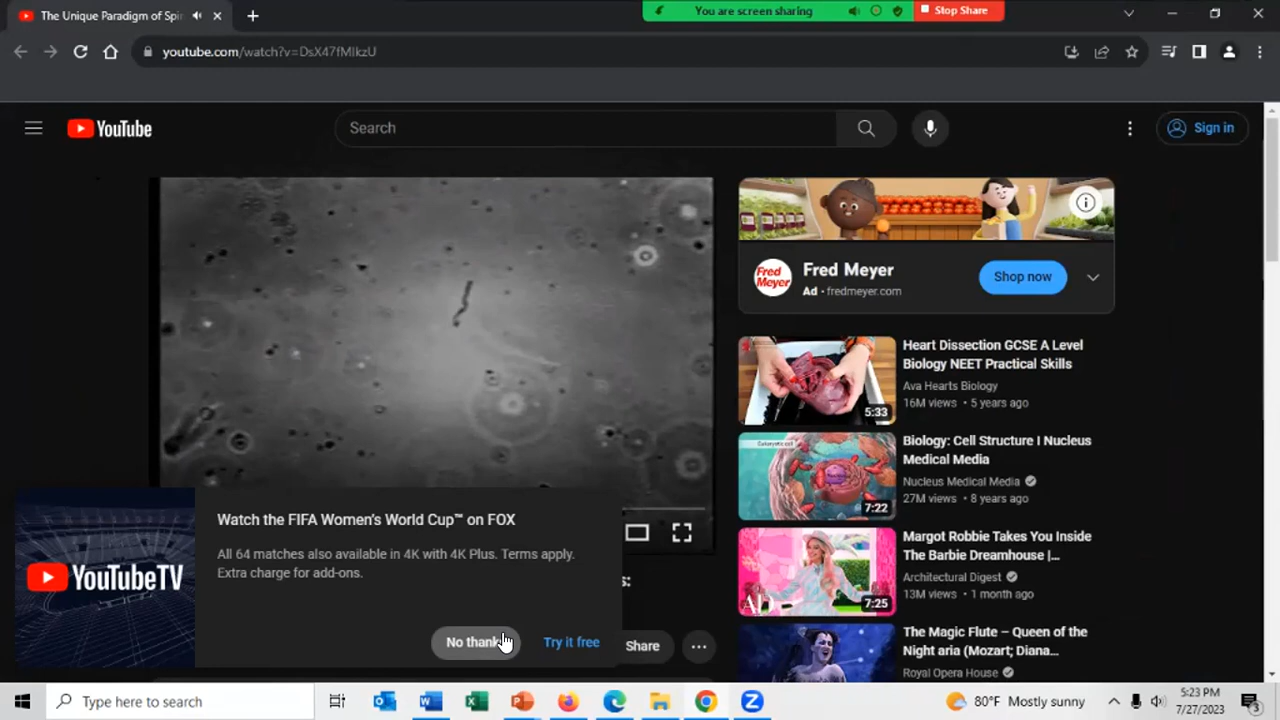 The Unique Paradigm of Spi
You are screen sharing
Stop Share
youtube.com/watch?v=DsX47fMIkzU
YouTube
Search
Sign in
Fred Meyer
Fred Meyer
Ad · fredmeyer.com
Shop now
Heart Dissection GCSE A Level
Biology NEET Practical Skills
Ava Hearts Biology
16M views • 5 years ago
5:33
Biology: Cell Structure I Nucleus
Medical Media
Nucleus Medical Media
27M views • 8 years ago
7:22
Margot Robbie Takes You Inside
The Barbie Dreamhouse |...
Architectural Digest
13M views • 1 month ago
AD
7:25
The Magic Flute – Queen of the
Night aria (Mozart; Diana...
Royal Opera House
Watch the FIFA Women's World Cup™ on FOX
All 64 matches also available in 4K with 4K Plus. Terms apply.
Extra charge for add-ons.
YouTubeTV
No thank
Try it free
s:
Share
Type here to search
80°F Mostly sunny
5:23 PM
7/27/2023
3